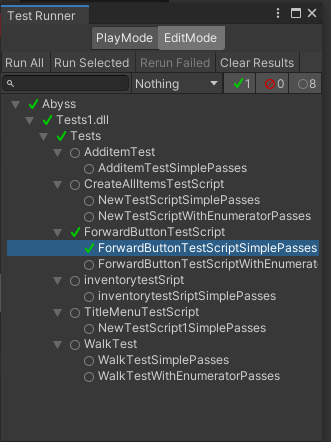 Test Runner
PlayMode EditMode
Run All Run Selected Rerun Failed Clear Results
Nothing 1 0 8
Abyss
Tests1.dll
Tests
AdditemTest
AdditemTestSimplePasses
CreateAllItemsTestScript
NewTestScriptSimplePasses
NewTestScriptWithEnumeratorPasses
ForwardButtonTestScript
ForwardButtonTestScriptSimplePasses
ForwardButtonTestScriptWithEnumerat
inventorytestSript
inventorytestSriptSimplePasses
TitleMenuTestScript
NewTestScript1SimplePasses
WalkTest
WalkTestSimplePasses
WalkTestWithEnumeratorPasses